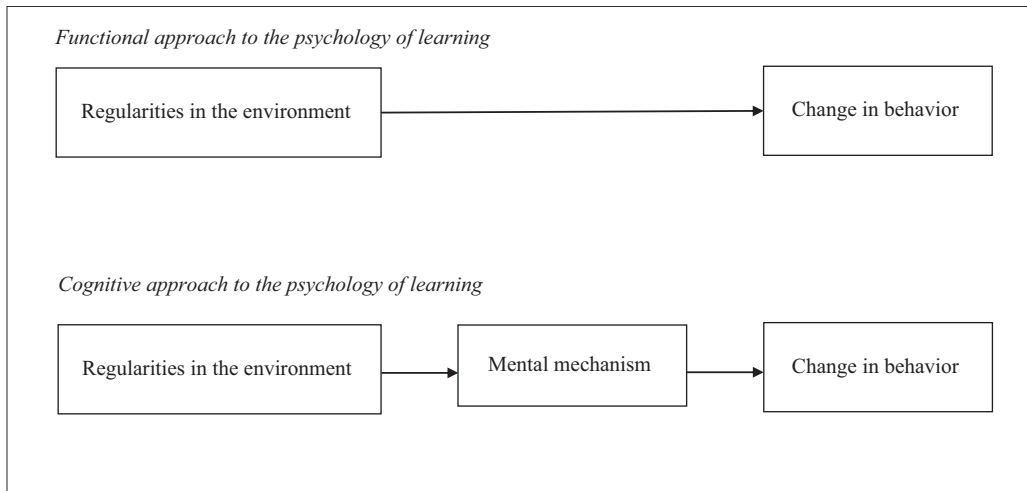 Functional approach to the psychology of learning
Regularities in the environment
Change in behavior
Cognitive approach to the psychology of learning
Regularities in the environment
Mental mechanism
Change in behavior